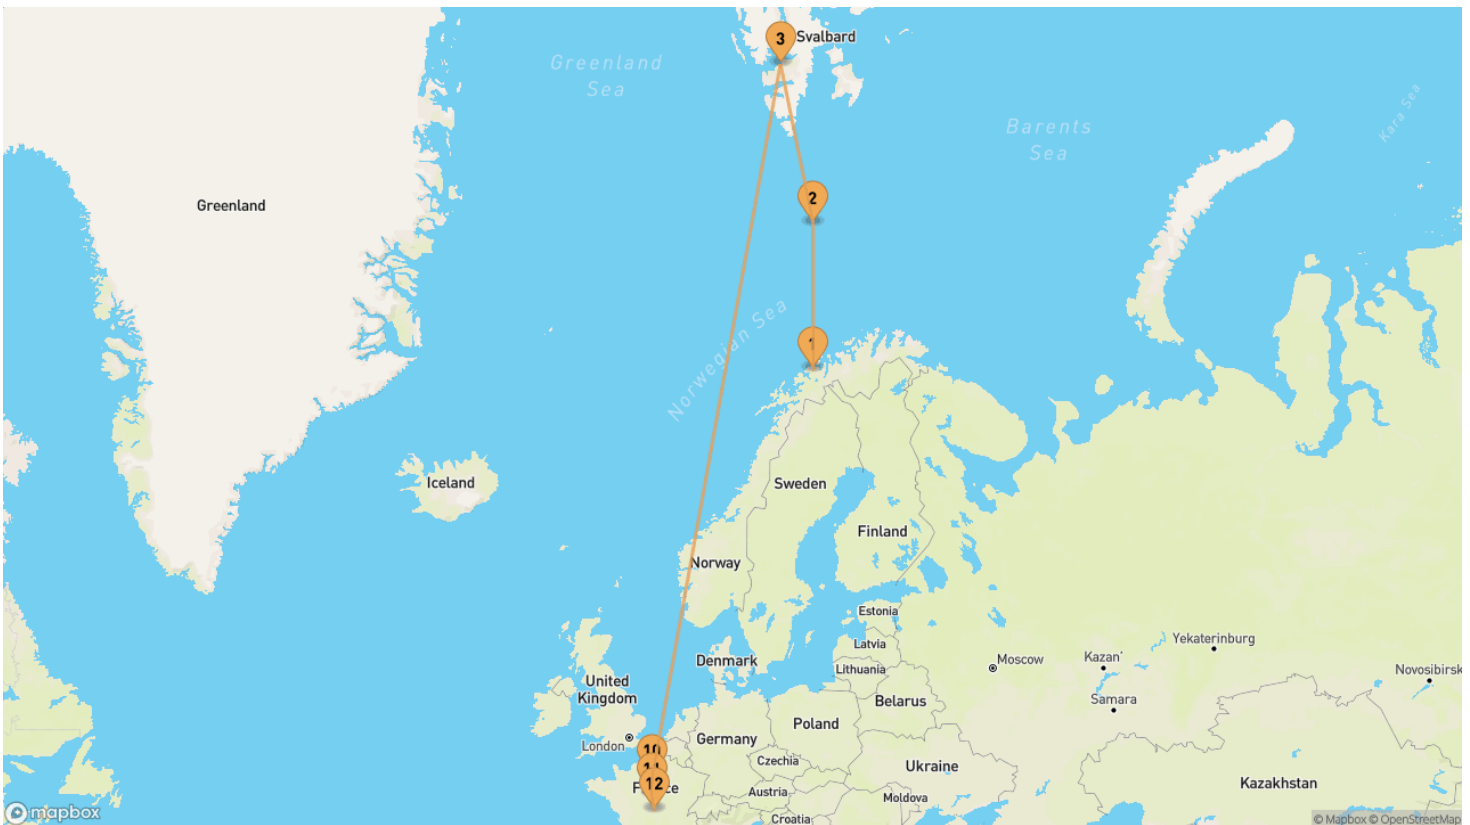 3
Svalbard
Greenland
Sea
Kara Sea
Barents
Sea
2
Greenland
Norwegian Sea
1
Iceland
Sweden
Finland
Norway
Estonia
Yekaterinburg
Latvia
Moscow
Kazan'
Denmark
Lithuania
Novosibirsk
United
Kingdom
Belarus
Samara
Poland
London
Germany
10
Czechia
Ukraine
12
Kazakhstan
Austria
Moldova
Croatia
mapbox
© Mapbox © OpenStreetMap